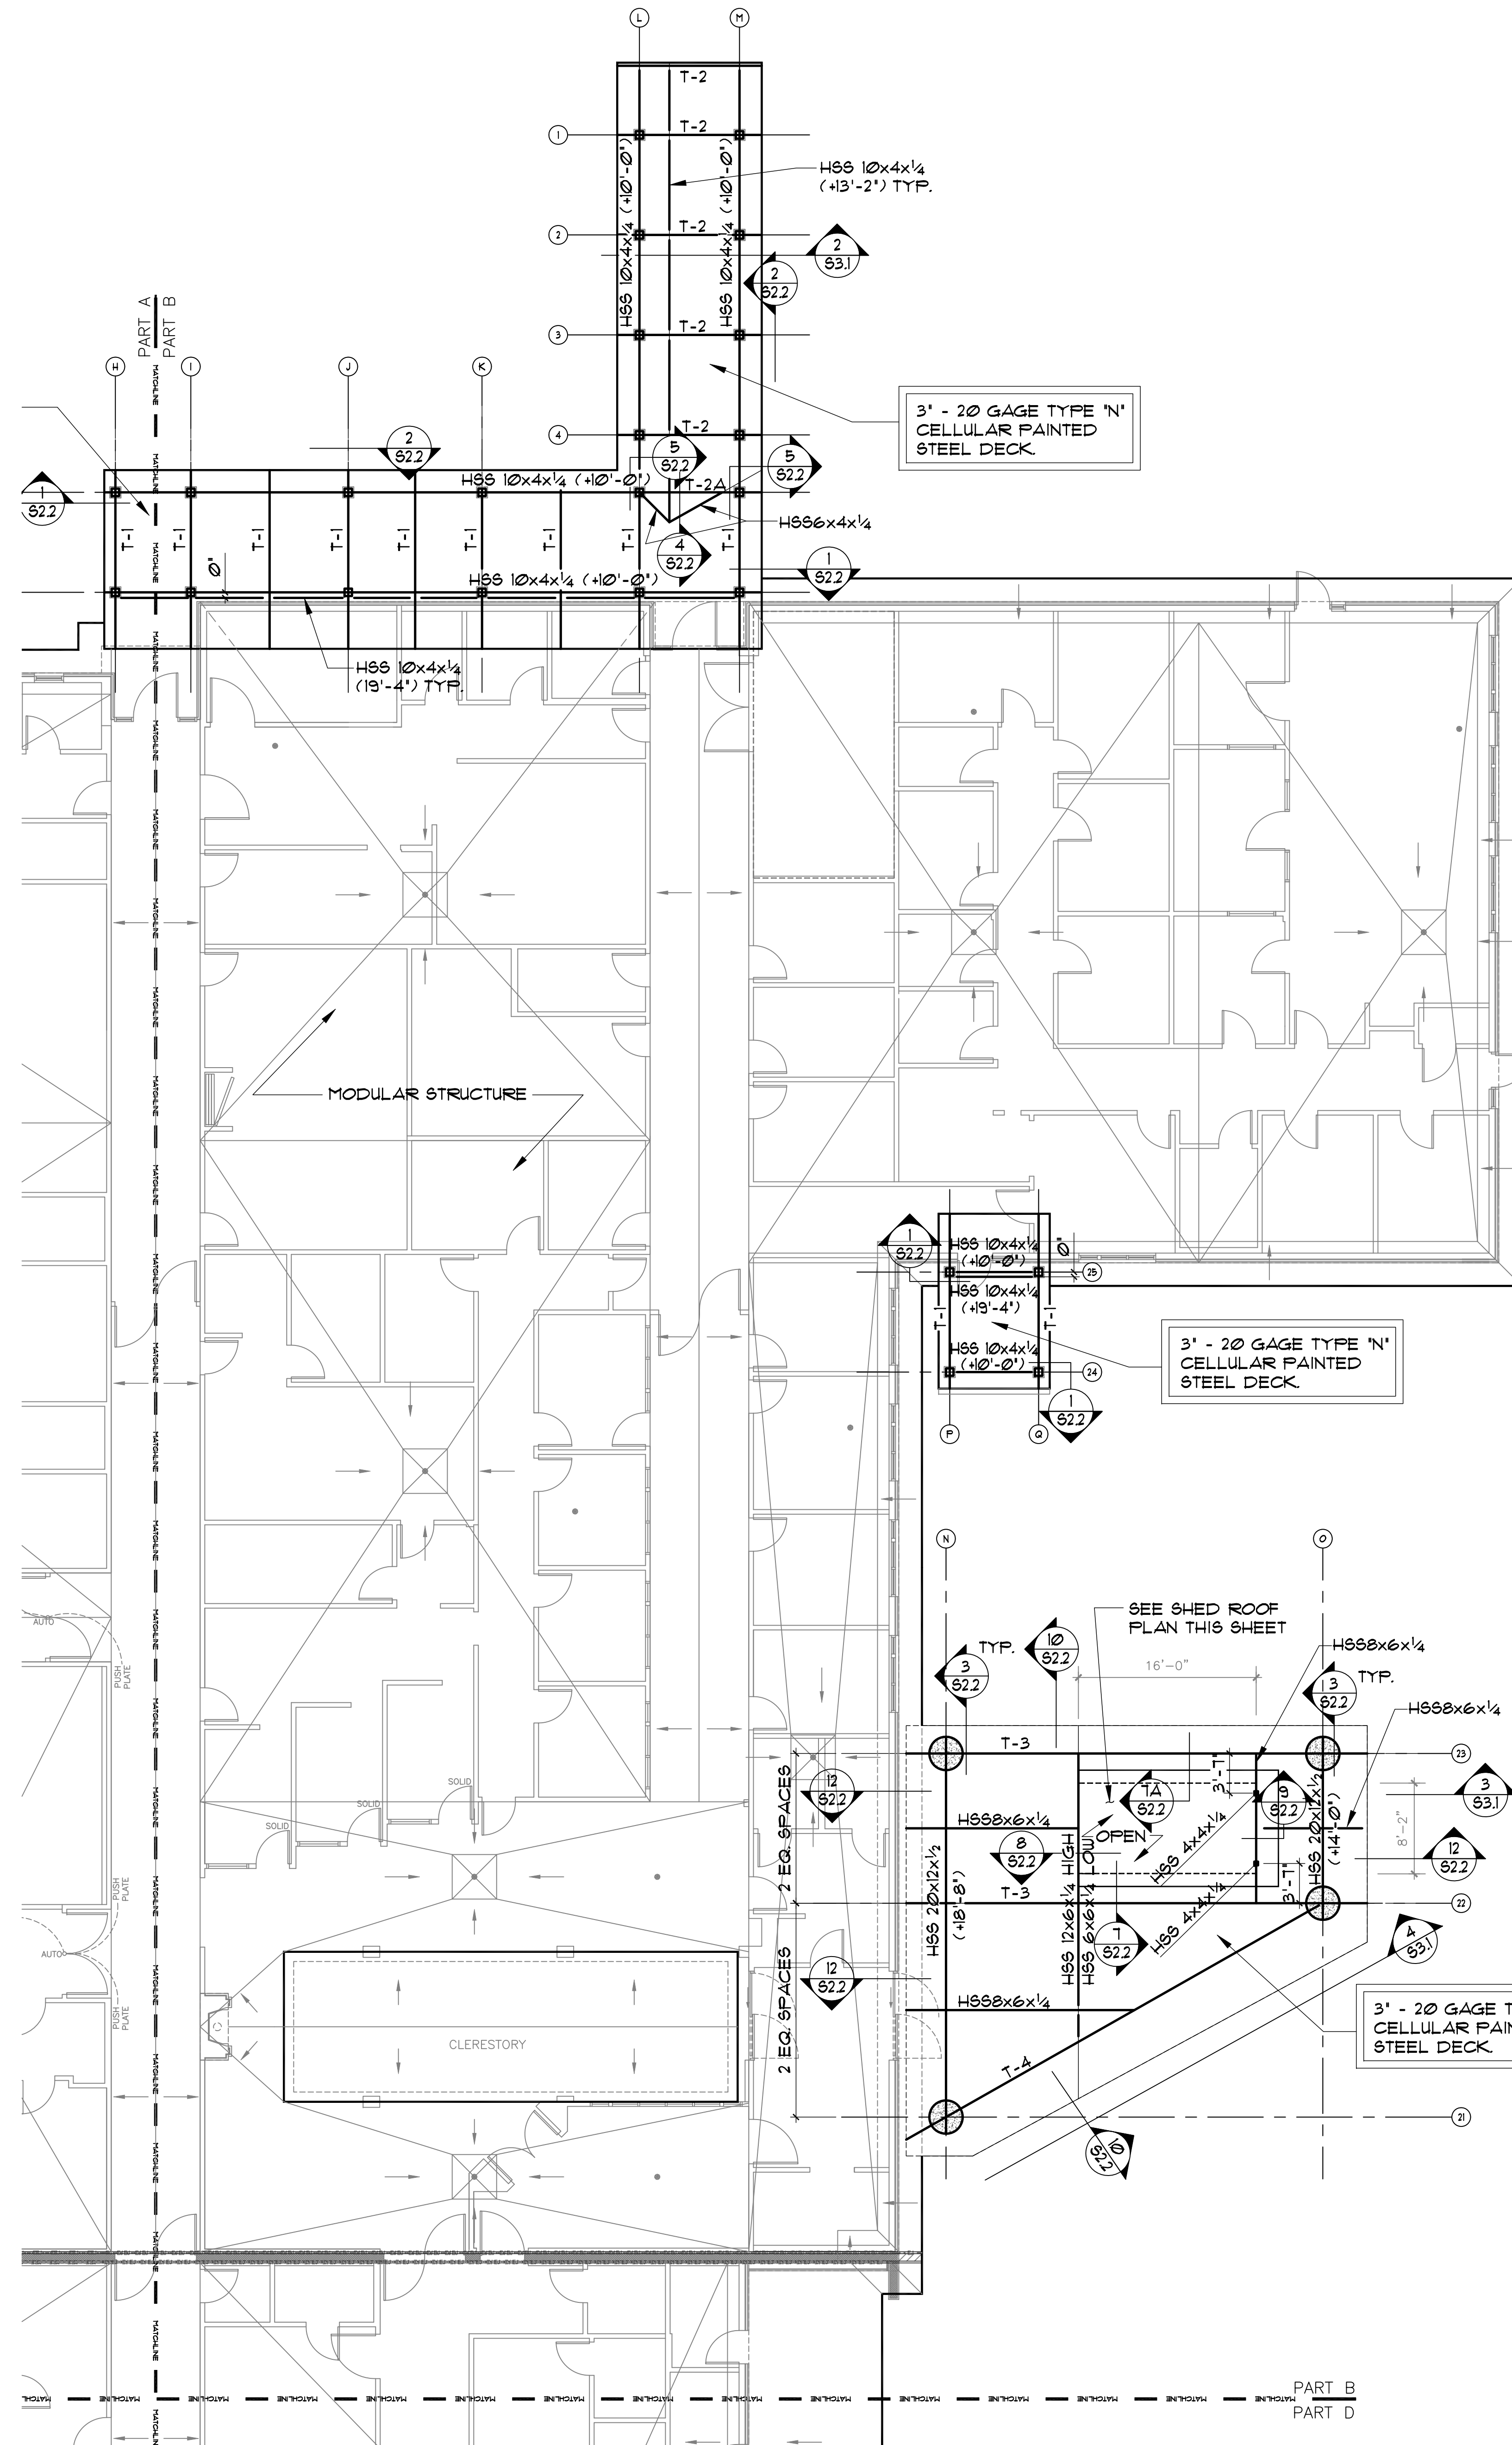 L
M
T-2
1
T-2
HSS 10x4x1/4 (+10'-0")
HSS 10x4x1/4 (+10'-0")
HSS 10x4x1/4
(+13'-2") TYP.
2
T-2
2
S3.1
2
S2.2
PART A
PART B
3
T-2
H
I
J
K
3" - 20 GAGE TYPE "N"
CELLULAR PAINTED
STEEL DECK.
4
T-2
2
S2.2
5
S2.2
5
S2.2
HSS 10x4x1/4 (+10'-0")
T-2A
1
S2.2
HSS6x4x1/4
T-1
T-1
T-1
T-1
T-1
T-1
T-1
T-1
T-1
0"
4
S2.2
1
S2.2
HSS 10x4x1/4 (+10'-0")
HSS 10x4x1/4
(19'-4") TYP.
MATCHLINE
MODULAR STRUCTURE
1
S2.2
HSS 10x4x1/4
(+10'-0")
0"
25
HSS 10x4x1/4
(+19'-4")
T-1
T-1
HSS 10x4x1/4
(+10'-0")
24
3" - 20 GAGE TYPE "N"
CELLULAR PAINTED
STEEL DECK.
1
S2.2
P
Q
N
O
AUTO
PUSH
PLATE
SEE SHED ROOF
PLAN THIS SHEET
TYP.
10
S2.2
3
S2.2
16'-0"
HSS8x6x1/4
13
S2.2
TYP.
HSS8x6x1/4
T-3
23
SOLID
SOLID
SOLID
2 EQ. SPACES
12
S2.2
3'-7"
7A
S2.2
9
S2.2
3
S3.1
HSS8x6x1/4
OPEN
8
S2.2
HSS 4x4x1/4
HSS 20x12x1/2
(+14'-0")
8'-2"
12
S2.2
HSS 20x12x1/2
(+18'-8")
HSS 12x6x1/4 HIGH
HSS 6x6x1/4 LOW
T-3
3'-7"
22
PUSH
PLATE
AUTO
PUSH
PLATE
2 EQ. SPACES
12
S2.2
7
S2.2
HSS 4x4x1/4
4
S3.1
HSS8x6x1/4
3" - 20 GAGE T
CELLULAR PAIN
STEEL DECK.
CLERESTORY
T-4
21
10
S2.2
MATCHLINE
PART B
PART D